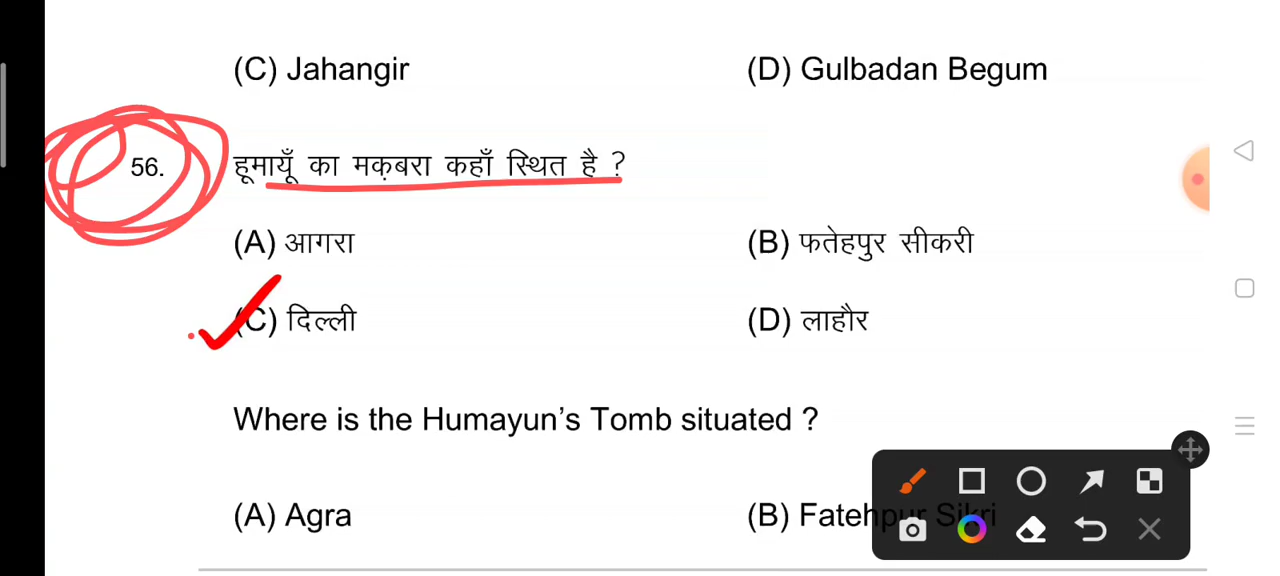 (C) Jahangir (D) Gulbadan Begum
56. हूमायूँ का मक़बरा कहाँ स्थित है ?
(A) आगरा (B) फतेहपुर सीकरी
(C) दिल्ली (D) लाहौर
Where is the Humayun's Tomb situated ?
(A) Agra (B) Fatehpur Sikri